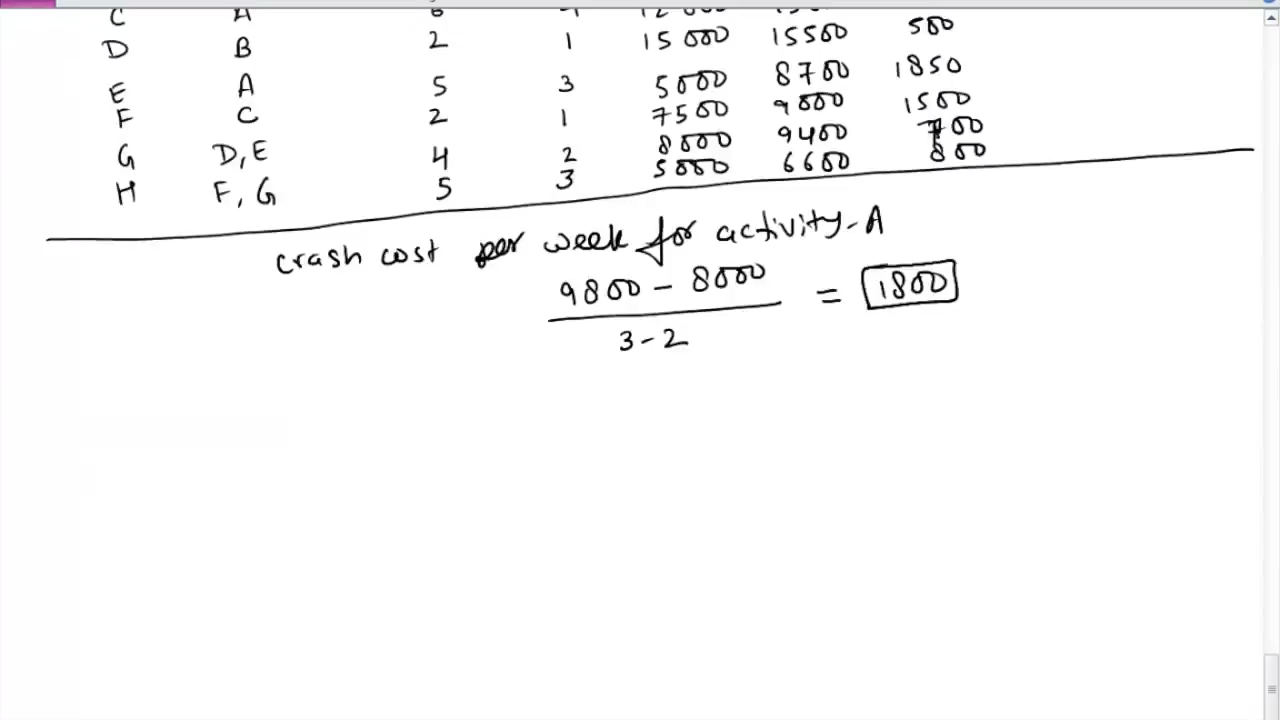 C A 6
D B 2 1 15000 15500 500
E A 5 3 5000 8700 1850
F C 2 1 7500 9000 1500
G D, E 4 2 8000 9400 700
H F, G 5 3 5000 6600 800
crash cost per week for activity-A
9800 - 8000
= 1800
3 - 2